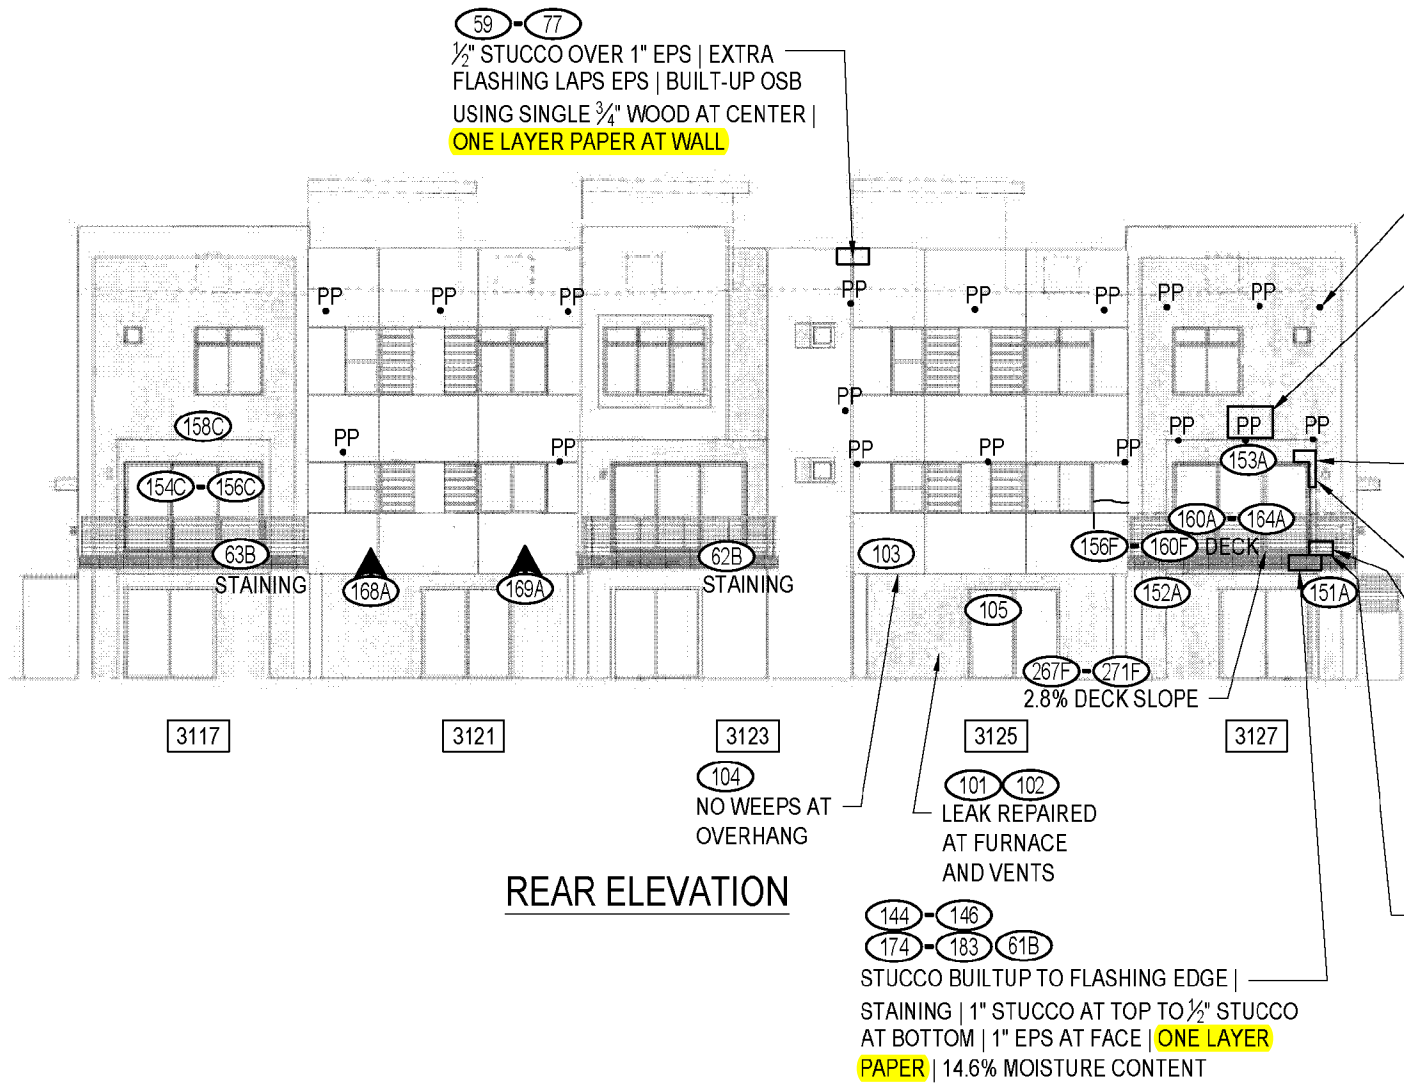 59 - 77
½" STUCCO OVER 1" EPS | EXTRA
FLASHING LAPS EPS | BUILT-UP OSB
USING SINGLE ¾" WOOD AT CENTER |
ONE LAYER PAPER AT WALL
PP PP PP PP PP PP PP PP
PP PP PP PP PP PP PP PP
158C
153A
154C - 156C
160A - 164A
63B
STAINING
62B
STAINING
103
156F - 160F DECK
168A
169A
152A
151A
105
267F - 271F
2.8% DECK SLOPE
3117
3121
3123
3125
3127
104
NO WEEPS AT
OVERHANG
101 102
LEAK REPAIRED
AT FURNACE
AND VENTS
REAR ELEVATION
144 - 146
174 - 183 61B
STUCCO BUILTUP TO FLASHING EDGE |
STAINING | 1" STUCCO AT TOP TO ½" STUCCO
AT BOTTOM | 1" EPS AT FACE | ONE LAYER
PAPER | 14.6% MOISTURE CONTENT